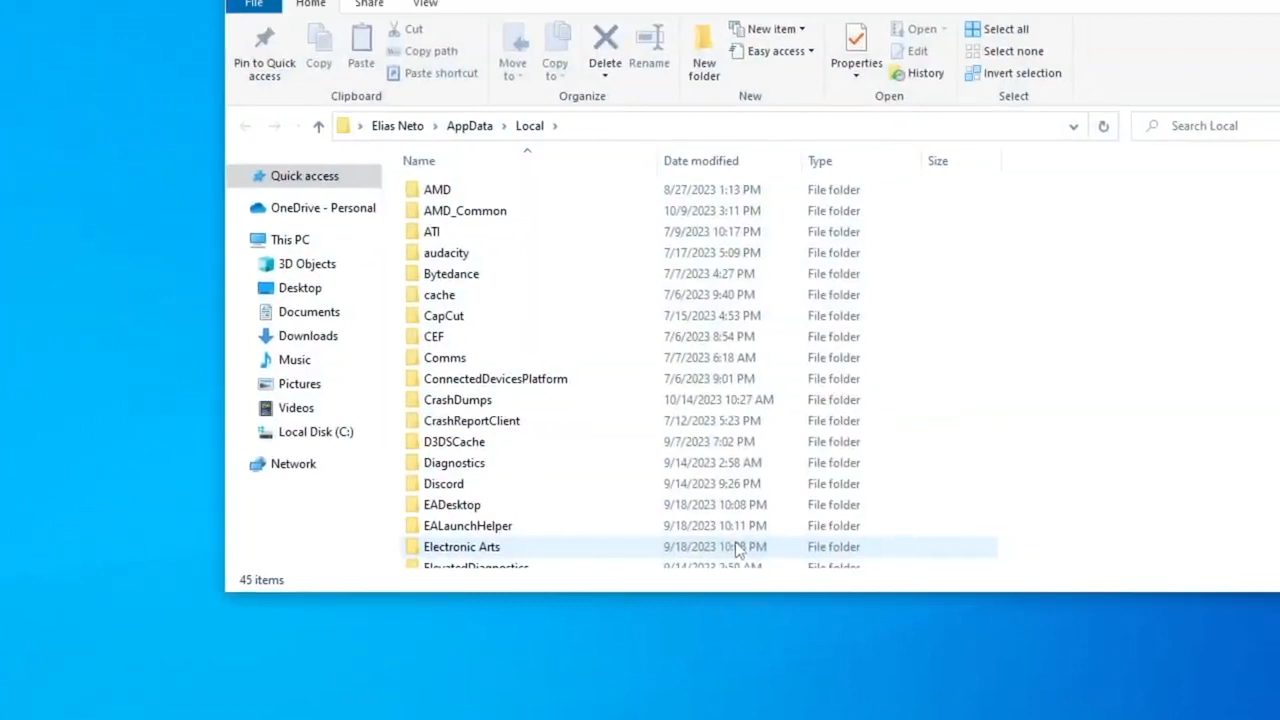 File Home Share View
Pin to Quick access
Copy
Paste
Cut
Copy path
Paste shortcut
Clipboard
Move to
Copy to
Delete
Rename
Organize
New folder
New item
Easy access
New
Properties
Open
Edit
History
Open
Select all
Select none
Invert selection
Select
Elias Neto > AppData > Local >
Search Local
Quick access
OneDrive - Personal
This PC
3D Objects
Desktop
Documents
Downloads
Music
Pictures
Videos
Local Disk (C:)
Network
Name Date modified Type Size
AMD 8/27/2023 1:13 PM File folder
AMD_Common 10/9/2023 3:11 PM File folder
ATI 7/9/2023 10:17 PM File folder
audacity 7/17/2023 5:09 PM File folder
Bytedance 7/7/2023 4:27 PM File folder
cache 7/6/2023 9:40 PM File folder
CapCut 7/15/2023 4:53 PM File folder
CEF 7/6/2023 8:54 PM File folder
Comms 7/7/2023 6:18 AM File folder
ConnectedDevicesPlatform 7/6/2023 9:01 PM File folder
CrashDumps 10/14/2023 10:27 AM File folder
CrashReportClient 7/12/2023 5:23 PM File folder
D3DSCache 9/7/2023 7:02 PM File folder
Diagnostics 9/14/2023 2:58 AM File folder
Discord 9/14/2023 9:26 PM File folder
EADesktop 9/18/2023 10:08 PM File folder
EALaunchHelper 9/18/2023 10:11 PM File folder
Electronic Arts 9/18/2023 PM File folder
ElevatedDiagnostics 9/14/2023 2:59 AM File folder
45 items